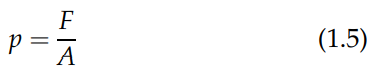 p = F/A (1.5)